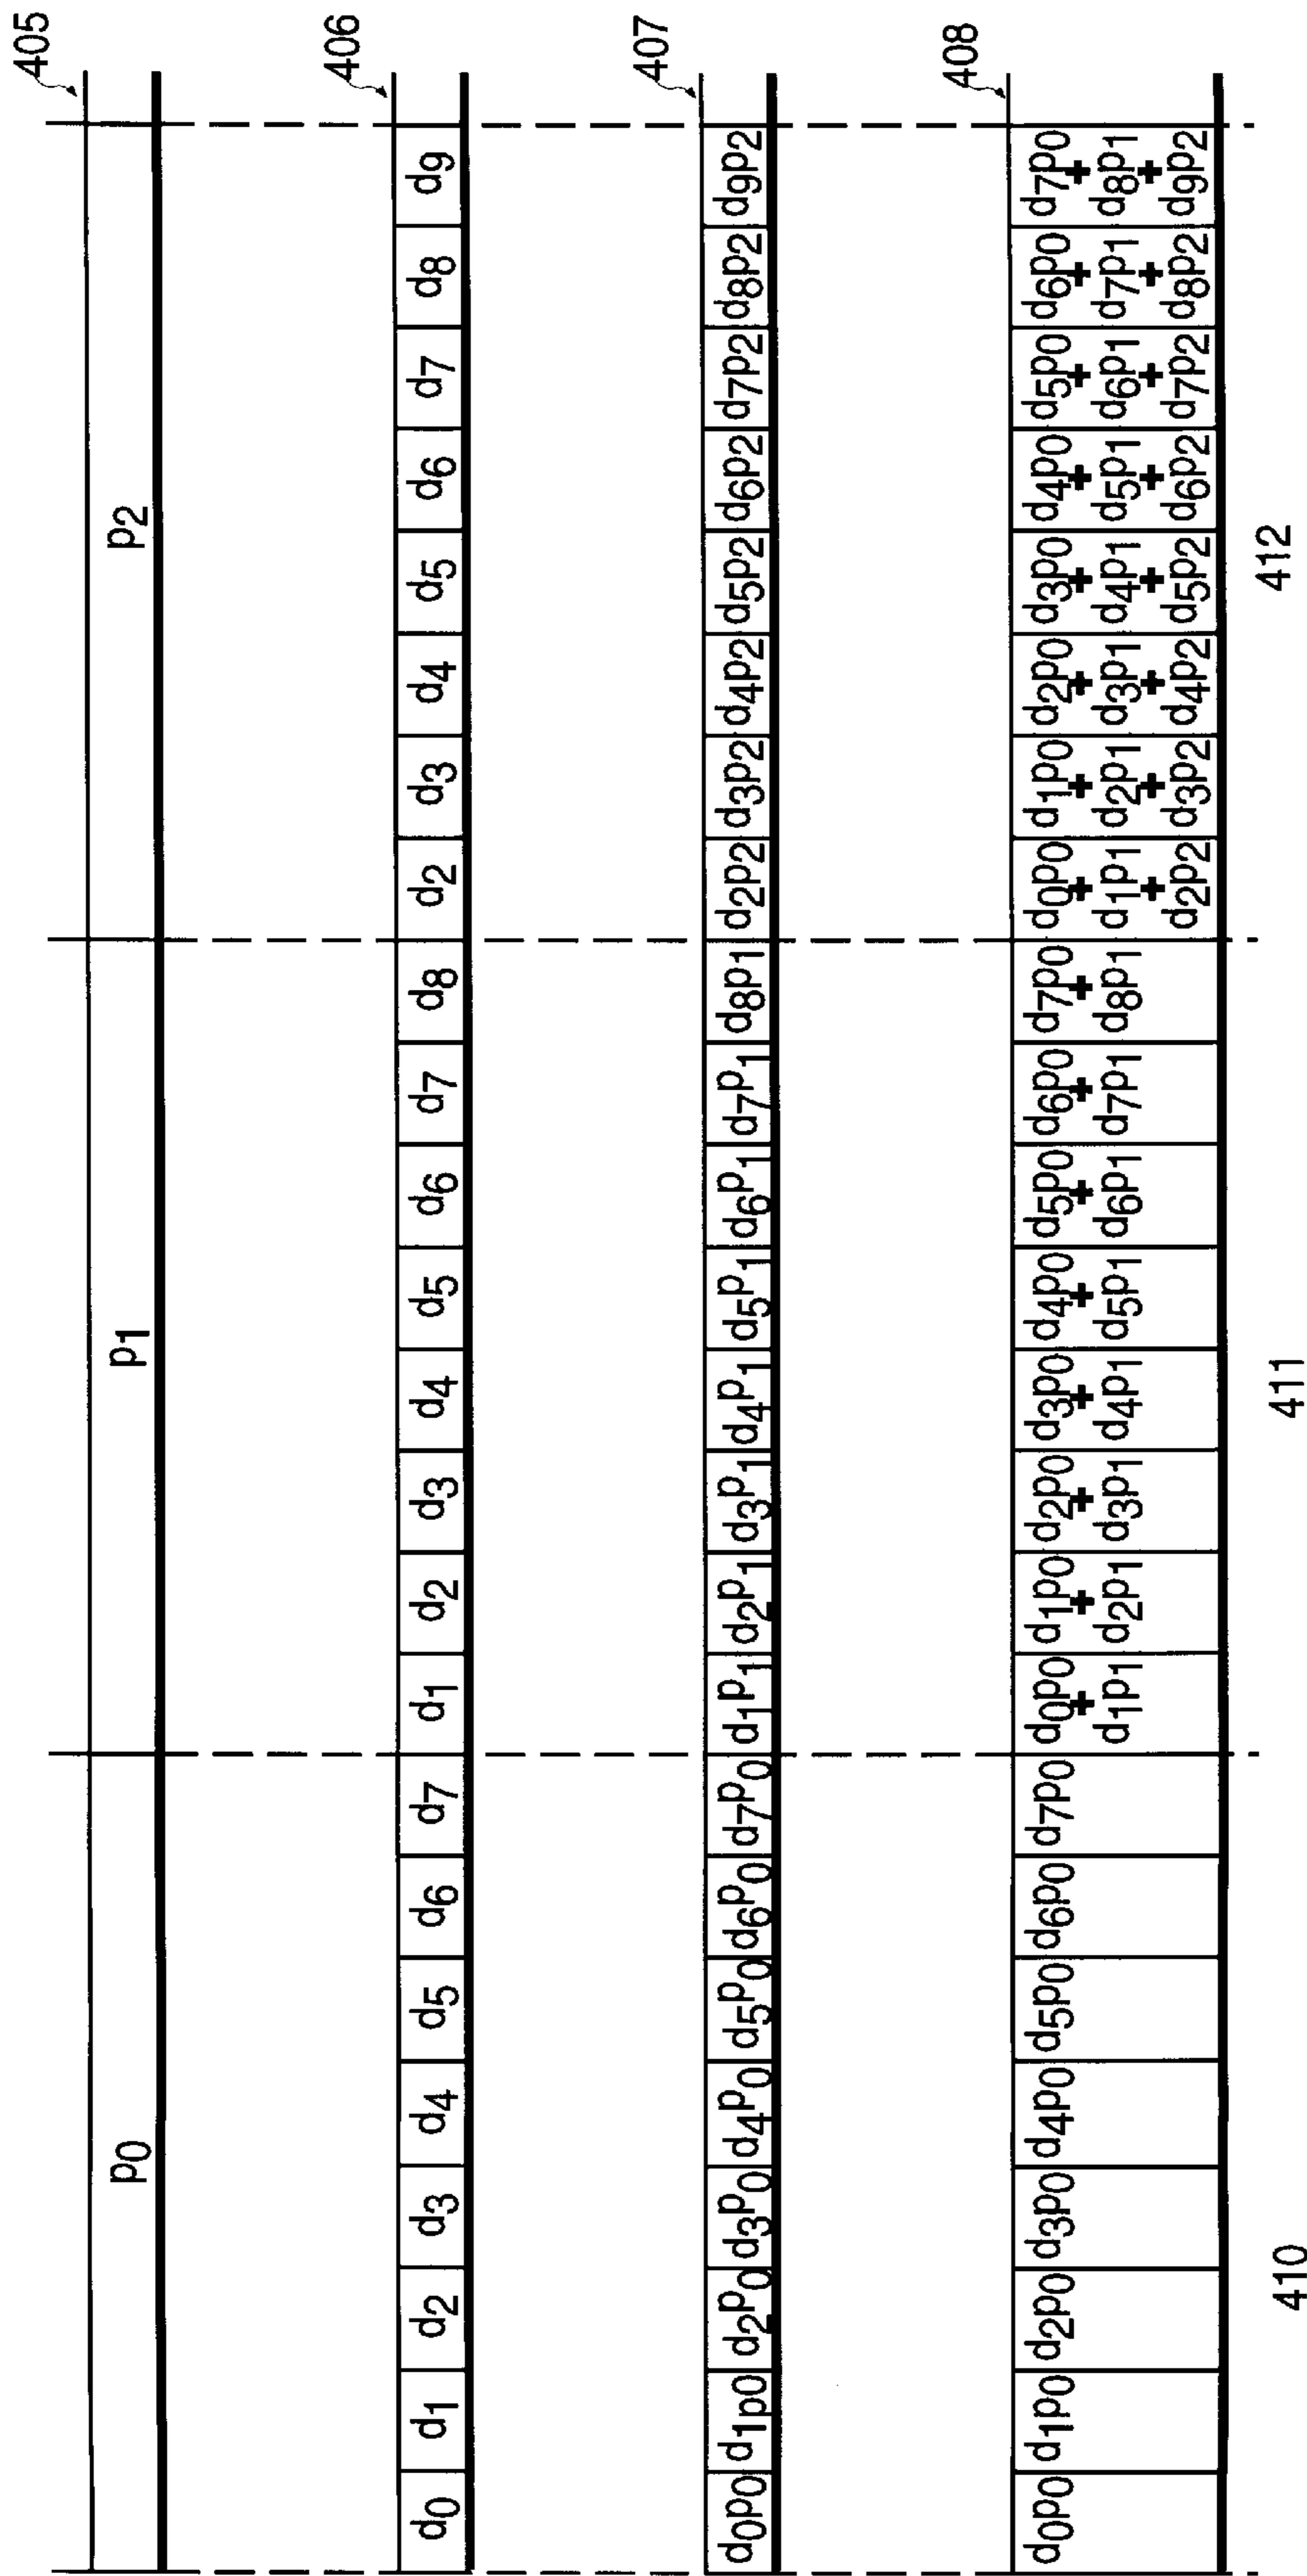 p0 p1 p2 405
d0 d1 d2 d3 d4 d5 d6 d7 d1 d2 d3 d4 d5 d6 d7 d8 d2 d3 d4 d5 d6 d7 d8 d9 406
d0p0 d1p0 d2p0 d3p0 d4p0 d5p0 d6p0 d7p0 d1p1 d2p1 d3p1 d4p1 d5p1 d6p1 d7p1 d8p1 d2p2 d3p2 d4p2 d5p2 d6p2 d7p2 d8p2 d9p2 407
408
d0p0 d1p0 d2p0 d3p0 d4p0 d5p0 d6p0 d7p0 d0p0 d1p0 d2p0 d3p0 d4p0 d5p0 d6p0 d7p0 d0p0 d1p0 d2p0 d3p0 d4p0 d5p0 d6p0 d7p0
+ + + + + + + + + + + + + + + +
d1p1 d2p1 d3p1 d4p1 d5p1 d6p1 d7p1 d8p1 d1p1 d2p1 d3p1 d4p1 d5p1 d6p1 d7p1 d8p1
+ + + + + + + +
d2p2 d3p2 d4p2 d5p2 d6p2 d7p2 d8p2 d9p2
410 411 412